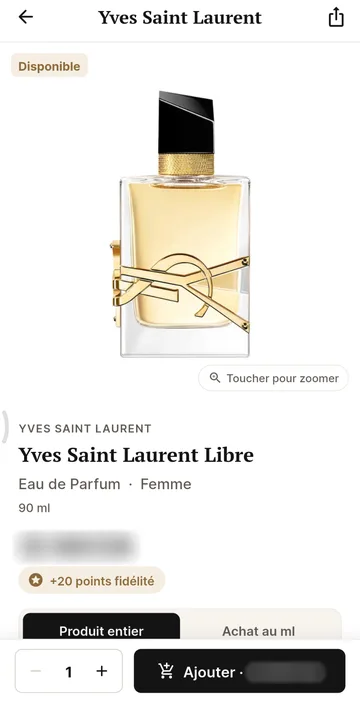 Yves Saint Laurent
Disponible
Toucher pour zoomer
YVES SAINT LAURENT
Yves Saint Laurent Libre
Eau de Parfum · Femme
90 ml
+20 points fidélité
Produit entier
Achat au ml
1
Ajouter ·